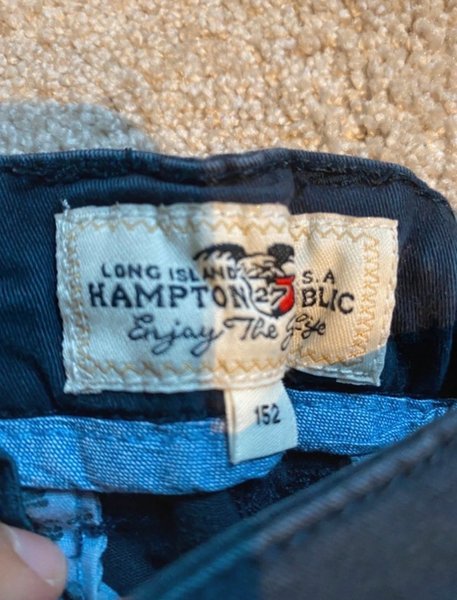 LONG ISLAND S.A
HAMPTON 27 BLIC
Enjoy The
152